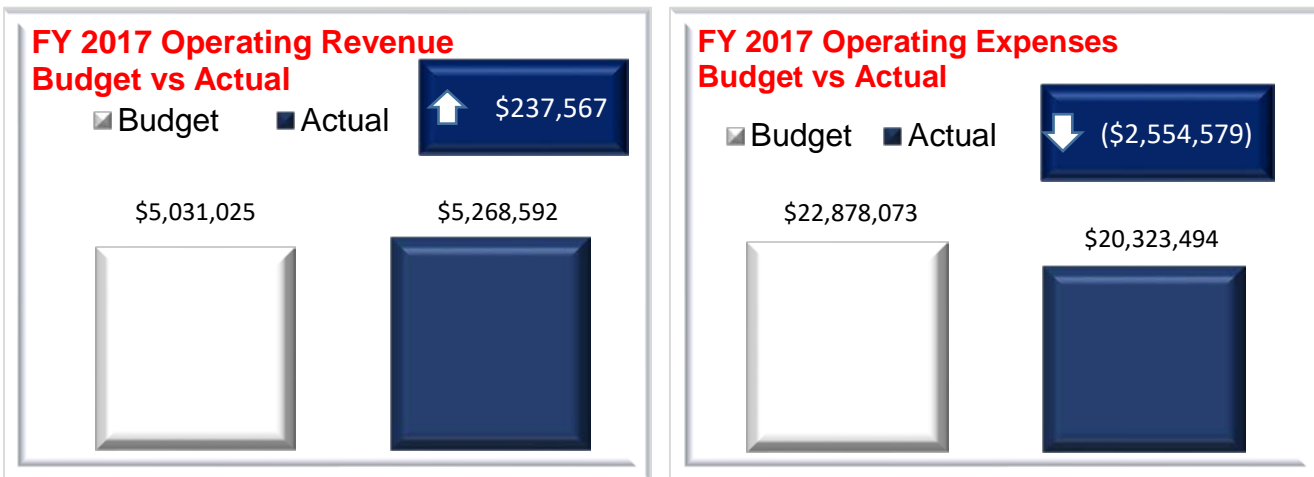 FY 2017 Operating Revenue
Budget vs Actual
Budget Actual
$237,567
$5,031,025 $5,268,592
FY 2017 Operating Expenses
Budget vs Actual
Budget Actual
($2,554,579)
$22,878,073
$20,323,494